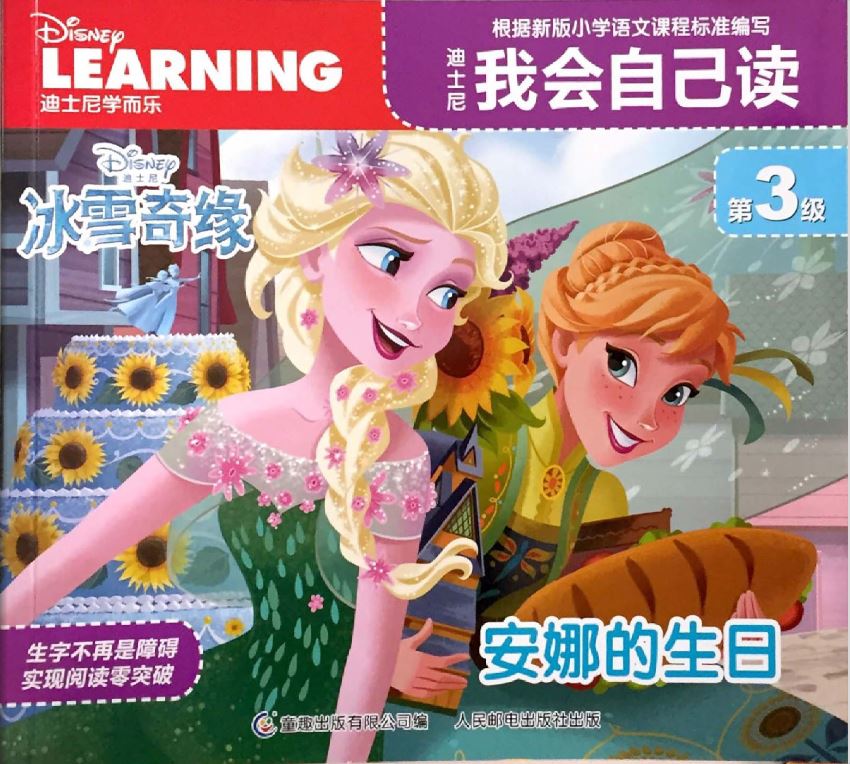 Disney
LEARNING
迪士尼学而乐
根据新版小学语文课程标准编写
迪士尼
我会自己读
第3级
Disney
迪士尼
冰雪奇缘
生字不再是障碍
实现阅读零突破
安娜的生日
童趣出版有限公司编 人民邮电出版社出版